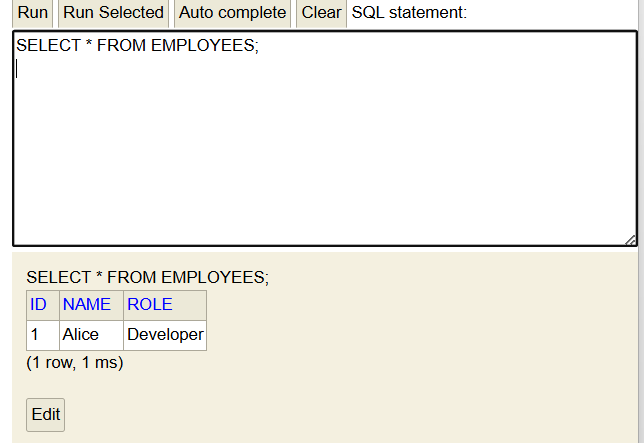 Run Run Selected Auto complete Clear SQL statement:
SELECT * FROM EMPLOYEES;
SELECT * FROM EMPLOYEES;
ID NAME ROLE
1 Alice Developer
(1 row, 1 ms)
Edit